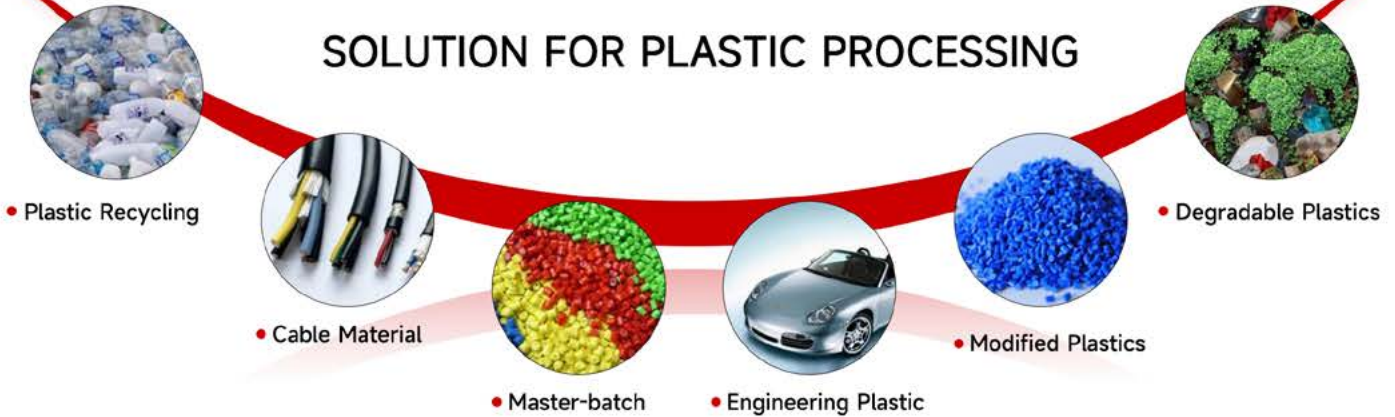 SOLUTION FOR PLASTIC PROCESSING
• Plastic Recycling
• Cable Material
• Master-batch
• Engineering Plastic
• Modified Plastics
• Degradable Plastics